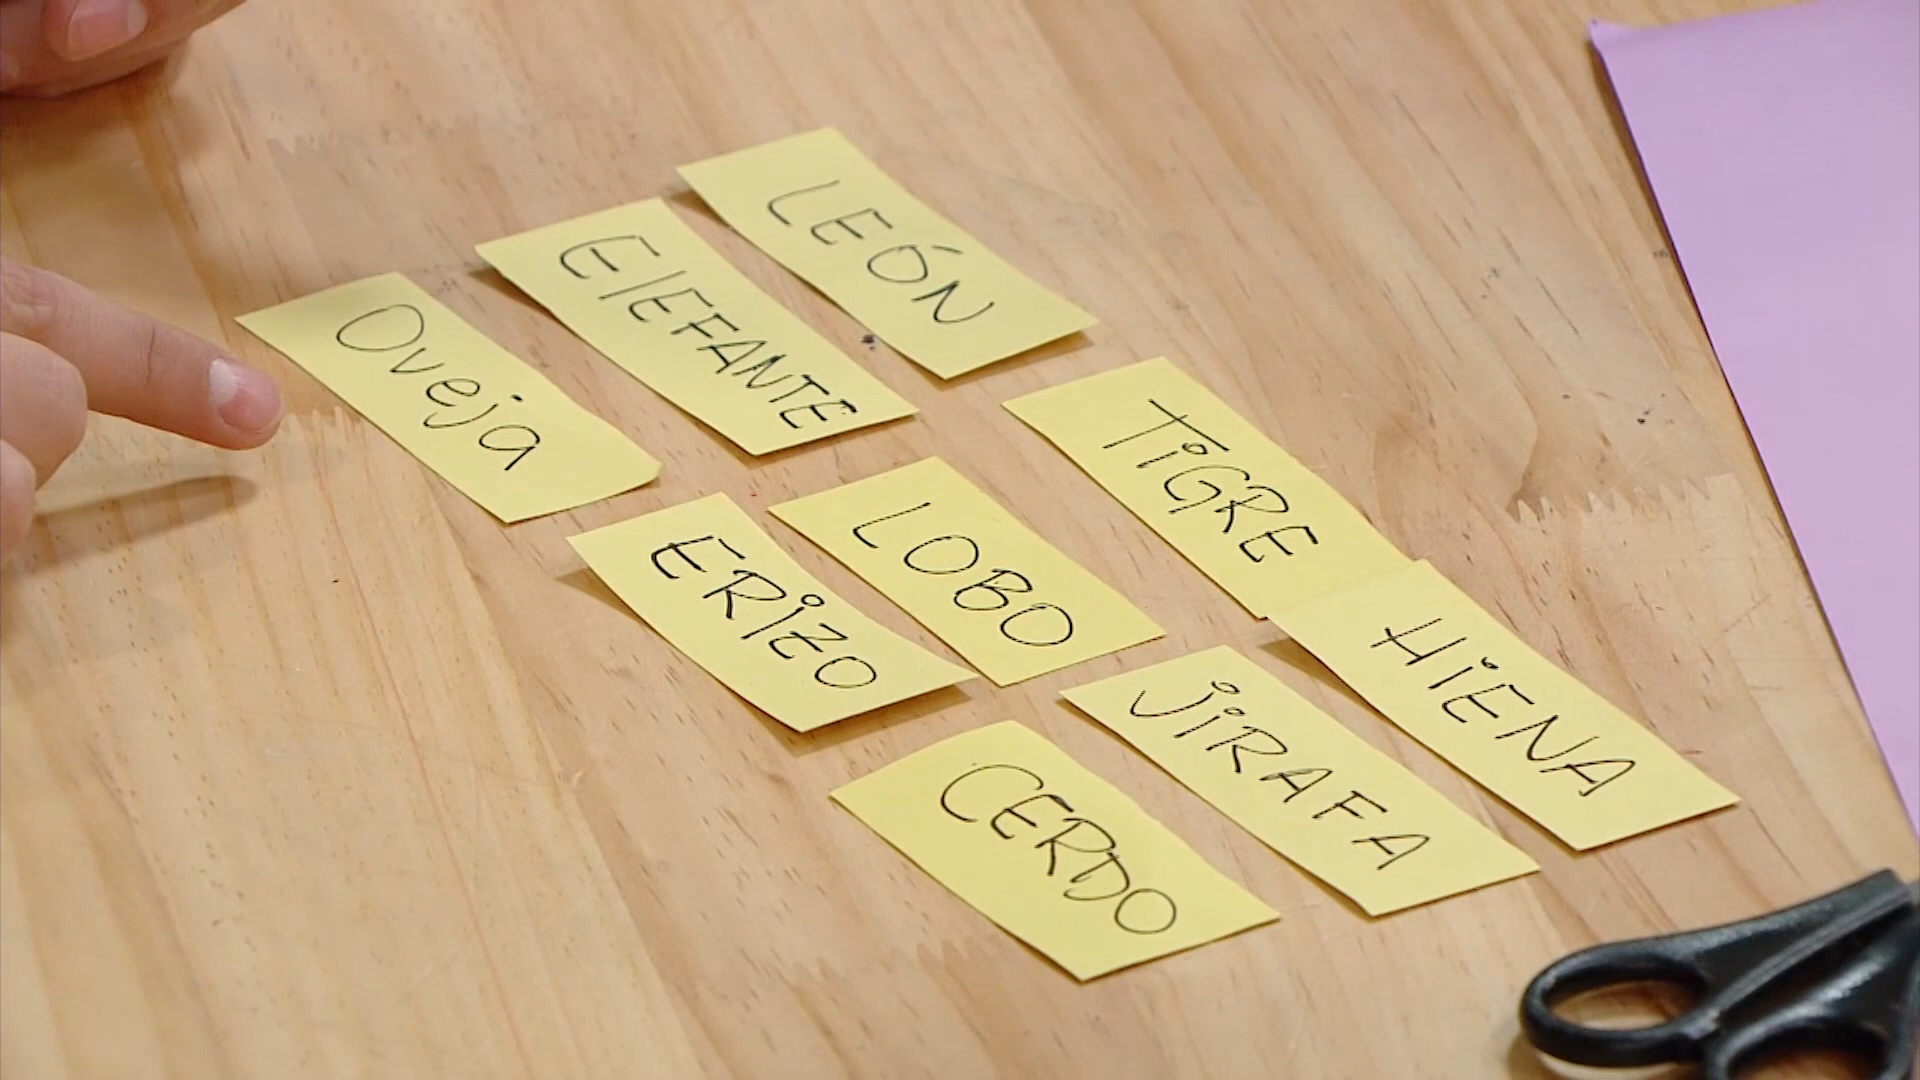 LEÓN
ElEFANTE
Oveja
TiGRE
LOBO
ERizO
HiENA
JiRAFA
CERDO